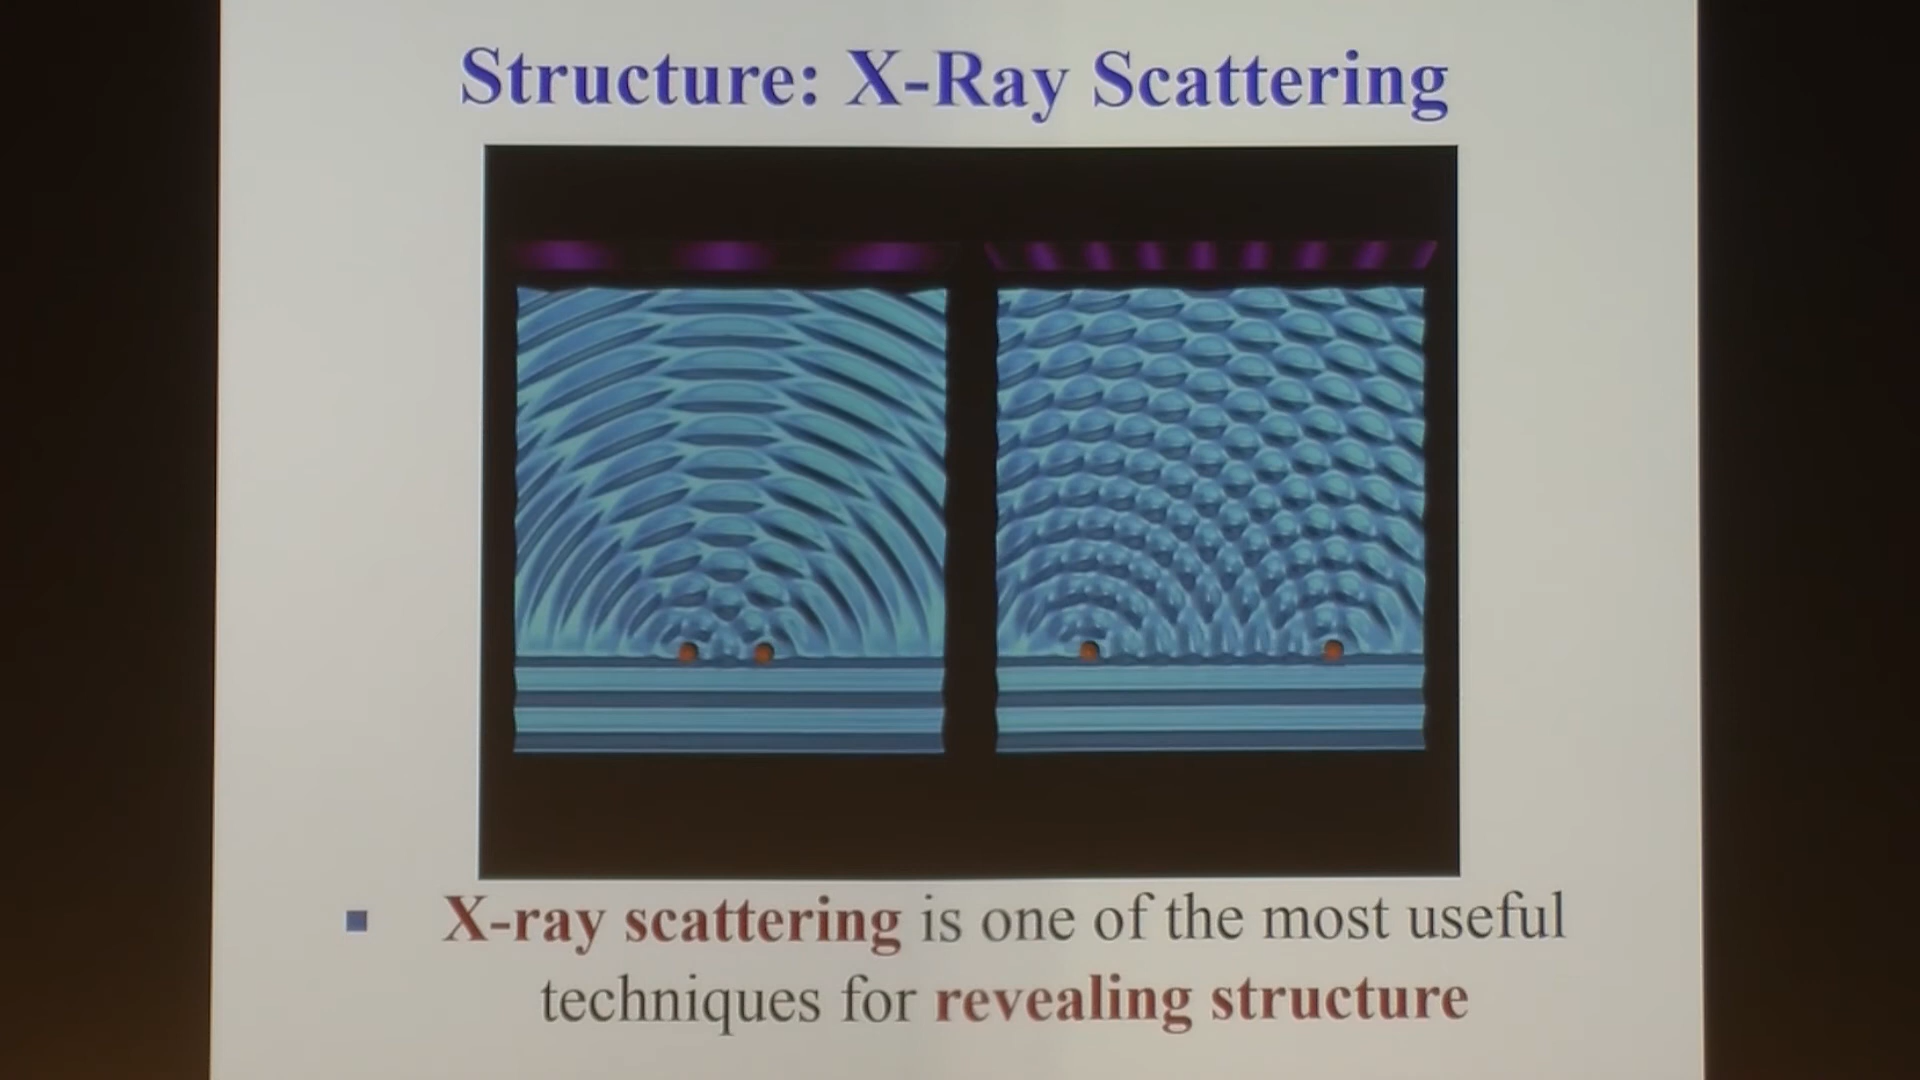 Structure: X-Ray Scattering
X-ray scattering is one of the most useful
techniques for revealing structure